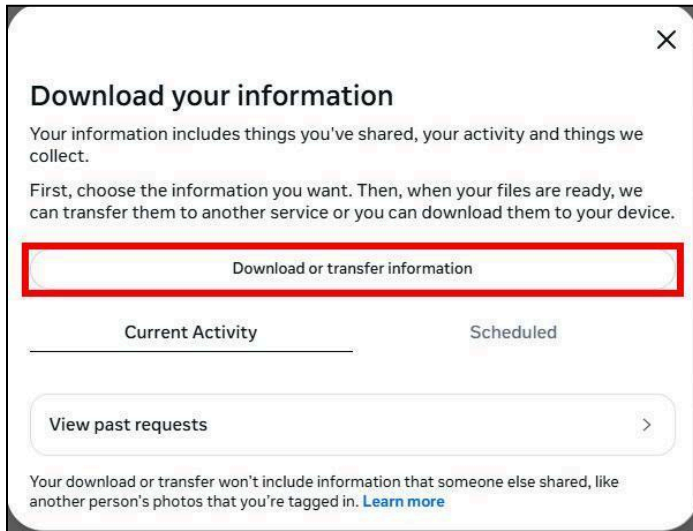 Download your information
Your information includes things you've shared, your activity and things we
collect.
First, choose the information you want. Then, when your files are ready, we
can transfer them to another service or you can download them to your device.
Download or transfer information
Current Activity
Scheduled
View past requests
Your download or transfer won't include information that someone else shared, like
another person's photos that you're tagged in. Learn more